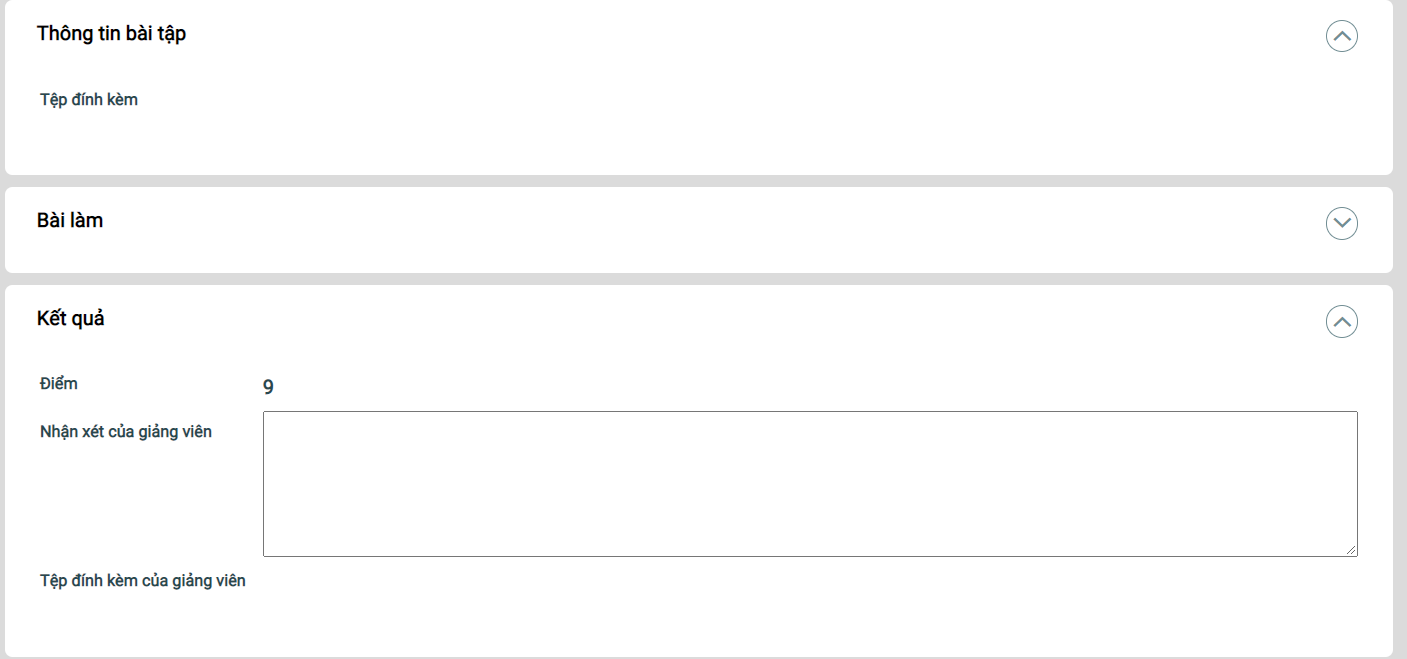 Thông tin bài tập
Tệp đính kèm
Bài làm
Kết quả
Điểm 9
Nhận xét của giảng viên
Tệp đính kèm của giảng viên